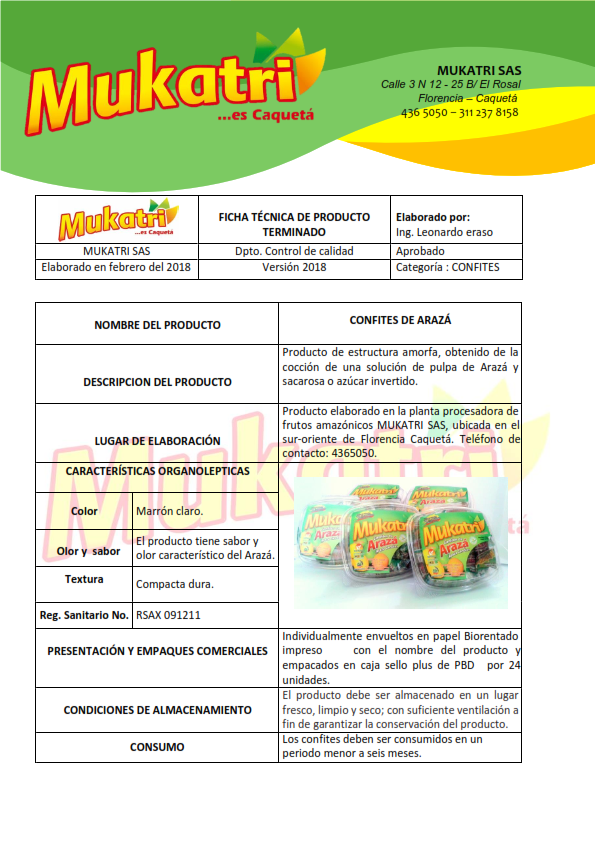 Mukatri
...es Caquetá
MUKATRI SAS
Calle 3 N 12 - 25 B/ El Rosal
Florencia – Caquetá
436 5050 – 311 237 8158
Mukatri
...es Caquetá
FICHA TÉCNICA DE PRODUCTO
TERMINADO
Elaborado por:
Ing. Leonardo eraso
MUKATRI SAS
Dpto. Control de calidad
Aprobado
Elaborado en febrero del 2018
Versión 2018
Categoría : CONFITES
NOMBRE DEL PRODUCTO
CONFITES DE ARAZÁ
DESCRIPCION DEL PRODUCTO
Producto de estructura amorfa, obtenido de la
cocción de una solución de pulpa de Arazá y
sacarosa o azúcar invertido.
LUGAR DE ELABORACIÓN
Producto elaborado en la planta procesadora de
frutos amazónicos MUKATRI SAS, ubicada en el
sur-oriente de Florencia Caquetá. Teléfono de
contacto: 4365050.
CARACTERÍSTICAS ORGANOLEPTICAS
Color
Marrón claro.
Olor y sabor
El producto tiene sabor y
olor característico del Arazá.
Textura
Compacta dura.
Reg. Sanitario No.
RSAX 091211
Mukatri
Arazá
Mukatri
Arazá
Mukatri
Arazá
PRESENTACIÓN Y EMPAQUES COMERCIALES
Individualmente envueltos en papel Biorentado
impreso con el nombre del producto y
empacados en caja sello plus de PBD por 24
unidades.
CONDICIONES DE ALMACENAMIENTO
El producto debe ser almacenado en un lugar
fresco, limpio y seco; con suficiente ventilación a
fin de garantizar la conservación del producto.
CONSUMO
Los confites deben ser consumidos en un
periodo menor a seis meses.